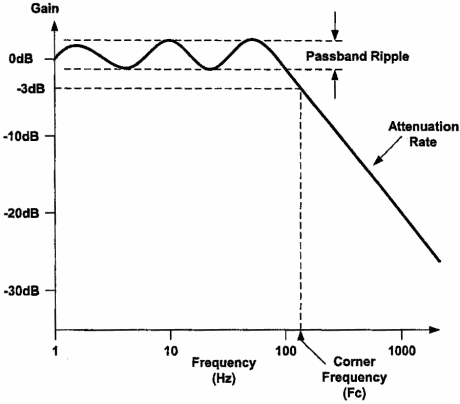 Gain
0dB
-3dB
-10dB
-20dB
-30dB
Passband Ripple
Attenuation
Rate
1
10
100
1000
Frequency
(Hz)
Corner
Frequency
(Fc)